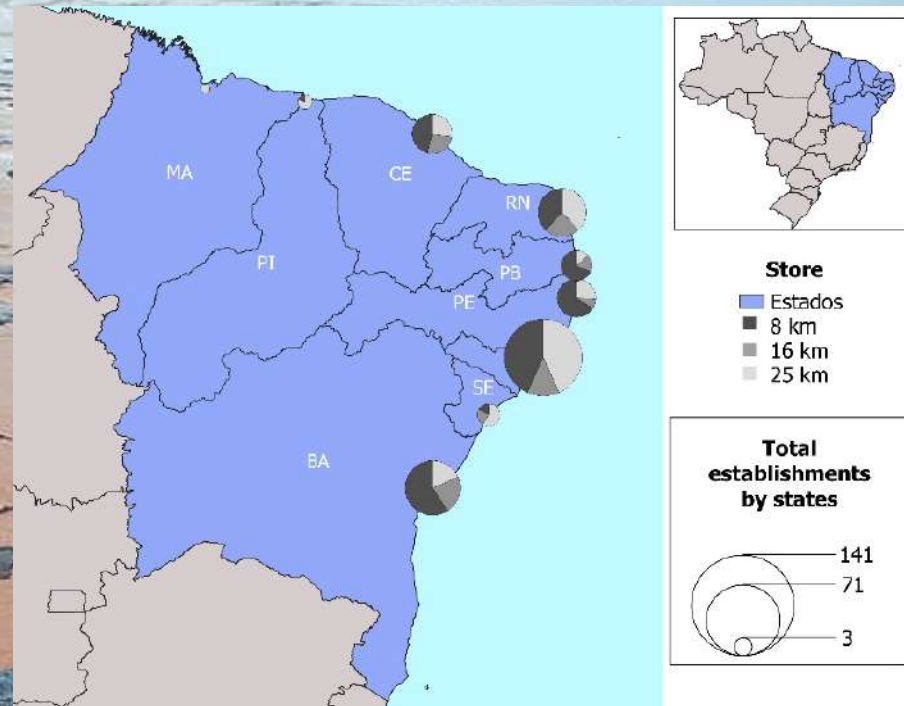 MA
CE
RN
PI
PB
PE
SE
BA
Store
Estados
8 km
16 km
25 km
Total
establishments
by states
141
71
3